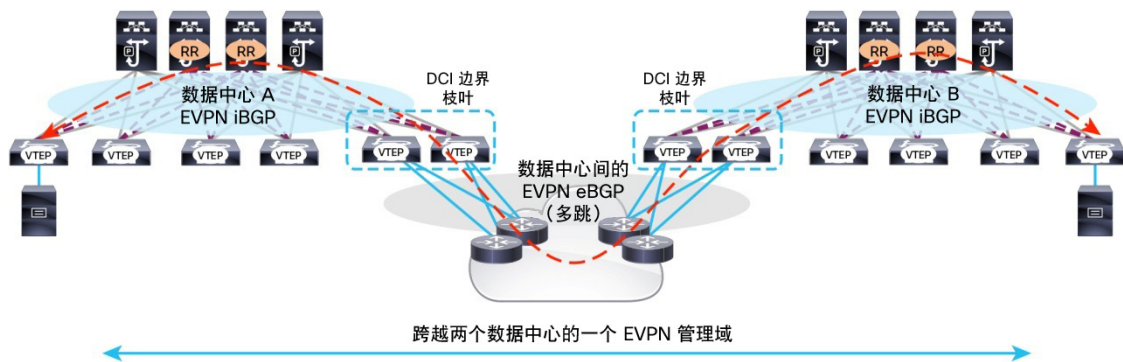 RR
RR
RR
RR
P
P
P
P
DCI 边界
枝叶
DCI 边界
枝叶
数据中心 A
EVPN iBGP
数据中心 B
EVPN iBGP
VTEP
VTEP
VTEP
VTEP
VTEP
VTEP
VTEP
VTEP
VTEP
VTEP
VTEP
VTEP
数据中心间的
EVPN eBGP
（多跳）
跨越两个数据中心的一个 EVPN 管理域